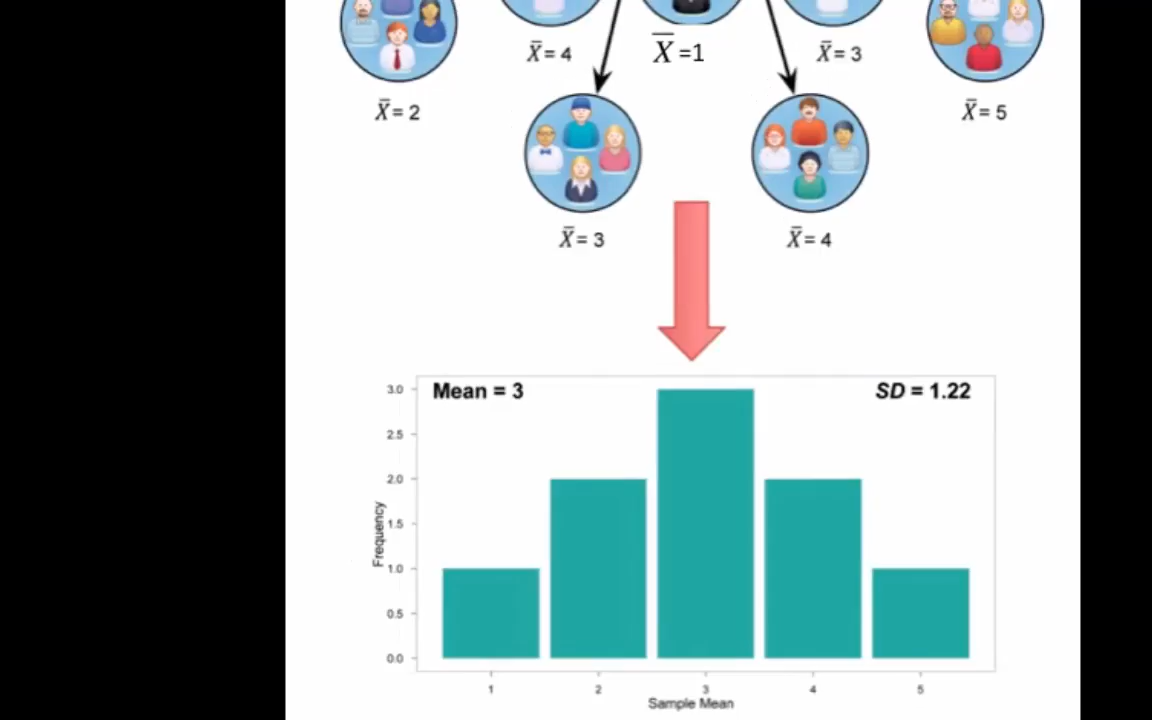 X̅ = 4
X̅ =1
X̅ = 3
X̅ = 2
X̅ = 5
X̅ = 3
X̅ = 4
Mean = 3
SD = 1.22
3.0
2.5
2.0
1.5
1.0
0.5
0.0
Frequency
1 2 3 4 5
Sample Mean